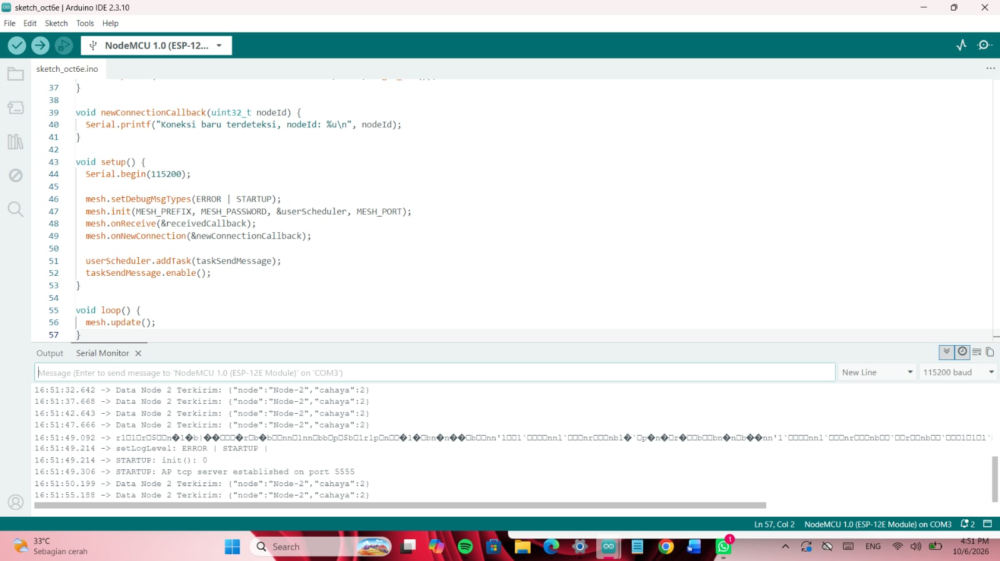 sketch_oct6e | Arduino IDE 2.3.10
File Edit Sketch Tools Help
NodeMCU 1.0 (ESP-12...
sketch_oct6e.ino
37 }
38
39 void newConnectionCallback(uint32_t nodeId) {
40 Serial.printf("Koneksi baru terdeteksi, nodeId: %u\n", nodeId);
41 }
42
43 void setup() {
44 Serial.begin(115200);
45
46 mesh.setDebugMsgTypes(ERROR | STARTUP);
47 mesh.init(MESH_PREFIX, MESH_PASSWORD, &userScheduler, MESH_PORT);
48 mesh.onReceive(&receivedCallback);
49 mesh.onNewConnection(&newConnectionCallback);
50
51 userScheduler.addTask(taskSendMessage);
52 taskSendMessage.enable();
53 }
54
55 void loop() {
56 mesh.update();
57 }
Output Serial Monitor
Message (Enter to send message to 'NodeMCU 1.0 (ESP-12E Module)' on 'COM3')
New Line 115200 baud
16:51:32.642 -> Data Node 2 Terkirim: {"node":"Node-2","cahaya":2}
16:51:37.668 -> Data Node 2 Terkirim: {"node":"Node-2","cahaya":2}
16:51:42.643 -> Data Node 2 Terkirim: {"node":"Node-2","cahaya":2}
16:51:47.666 -> Data Node 2 Terkirim: {"node":"Node-2","cahaya":2}
16:51:49.092 ->
16:51:49.214 -> setLogLevel: ERROR | STARTUP |
16:51:49.214 -> STARTUP: init(): 0
16:51:49.306 -> STARTUP: AP tcp server established on port 5555
16:51:50.199 -> Data Node 2 Terkirim: {"node":"Node-2","cahaya":2}
16:51:55.188 -> Data Node 2 Terkirim: {"node":"Node-2","cahaya":2}
Ln 57, Col 2 NodeMCU 1.0 (ESP-12E Module) on COM3 2
33°C
Sebagian cerah
Search
1
ENG
4:51 PM
10/6/2026